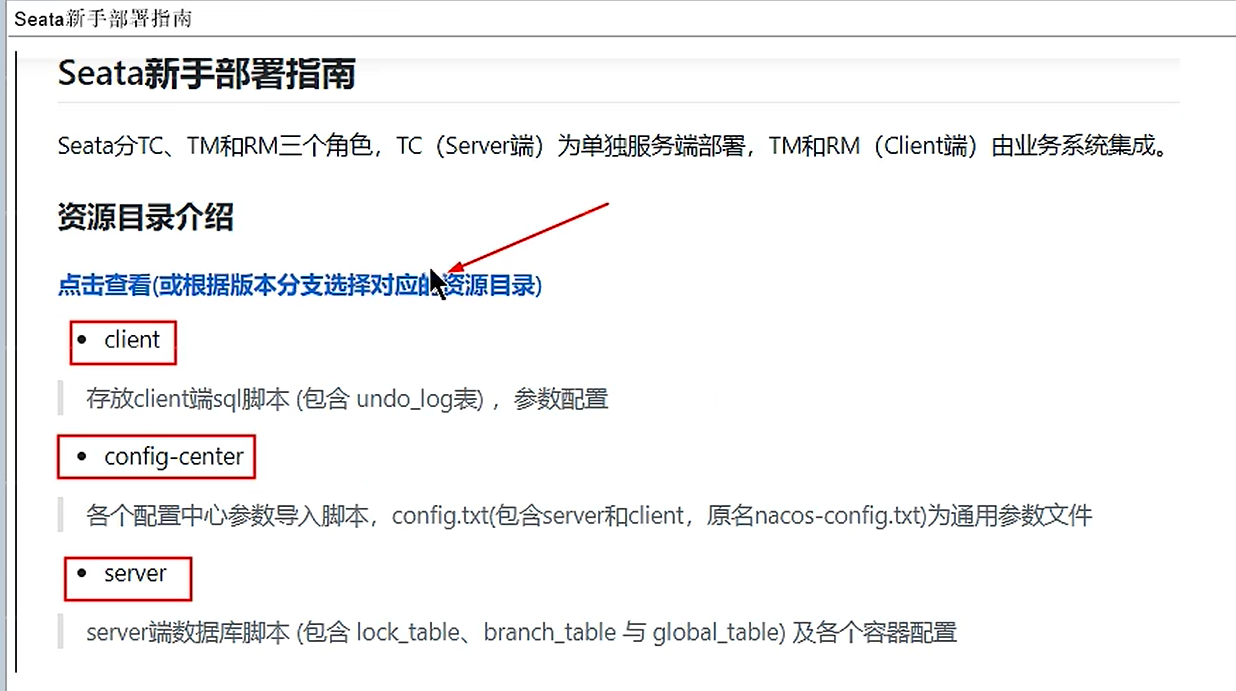 Seata新手部署指南
Seata新手部署指南
Seata分TC、TM和RM三个角色，TC（Server端）为单独服务端部署，TM和RM（Client端）由业务系统集成。
资源目录介绍
点击查看(或根据版本分支选择对应的资源目录)
• client
存放client端sql脚本 (包含 undo_log表) ，参数配置
• config-center
各个配置中心参数导入脚本，config.txt(包含server和client，原名nacos-config.txt)为通用参数文件
• server
server端数据库脚本 (包含 lock_table、branch_table 与 global_table) 及各个容器配置